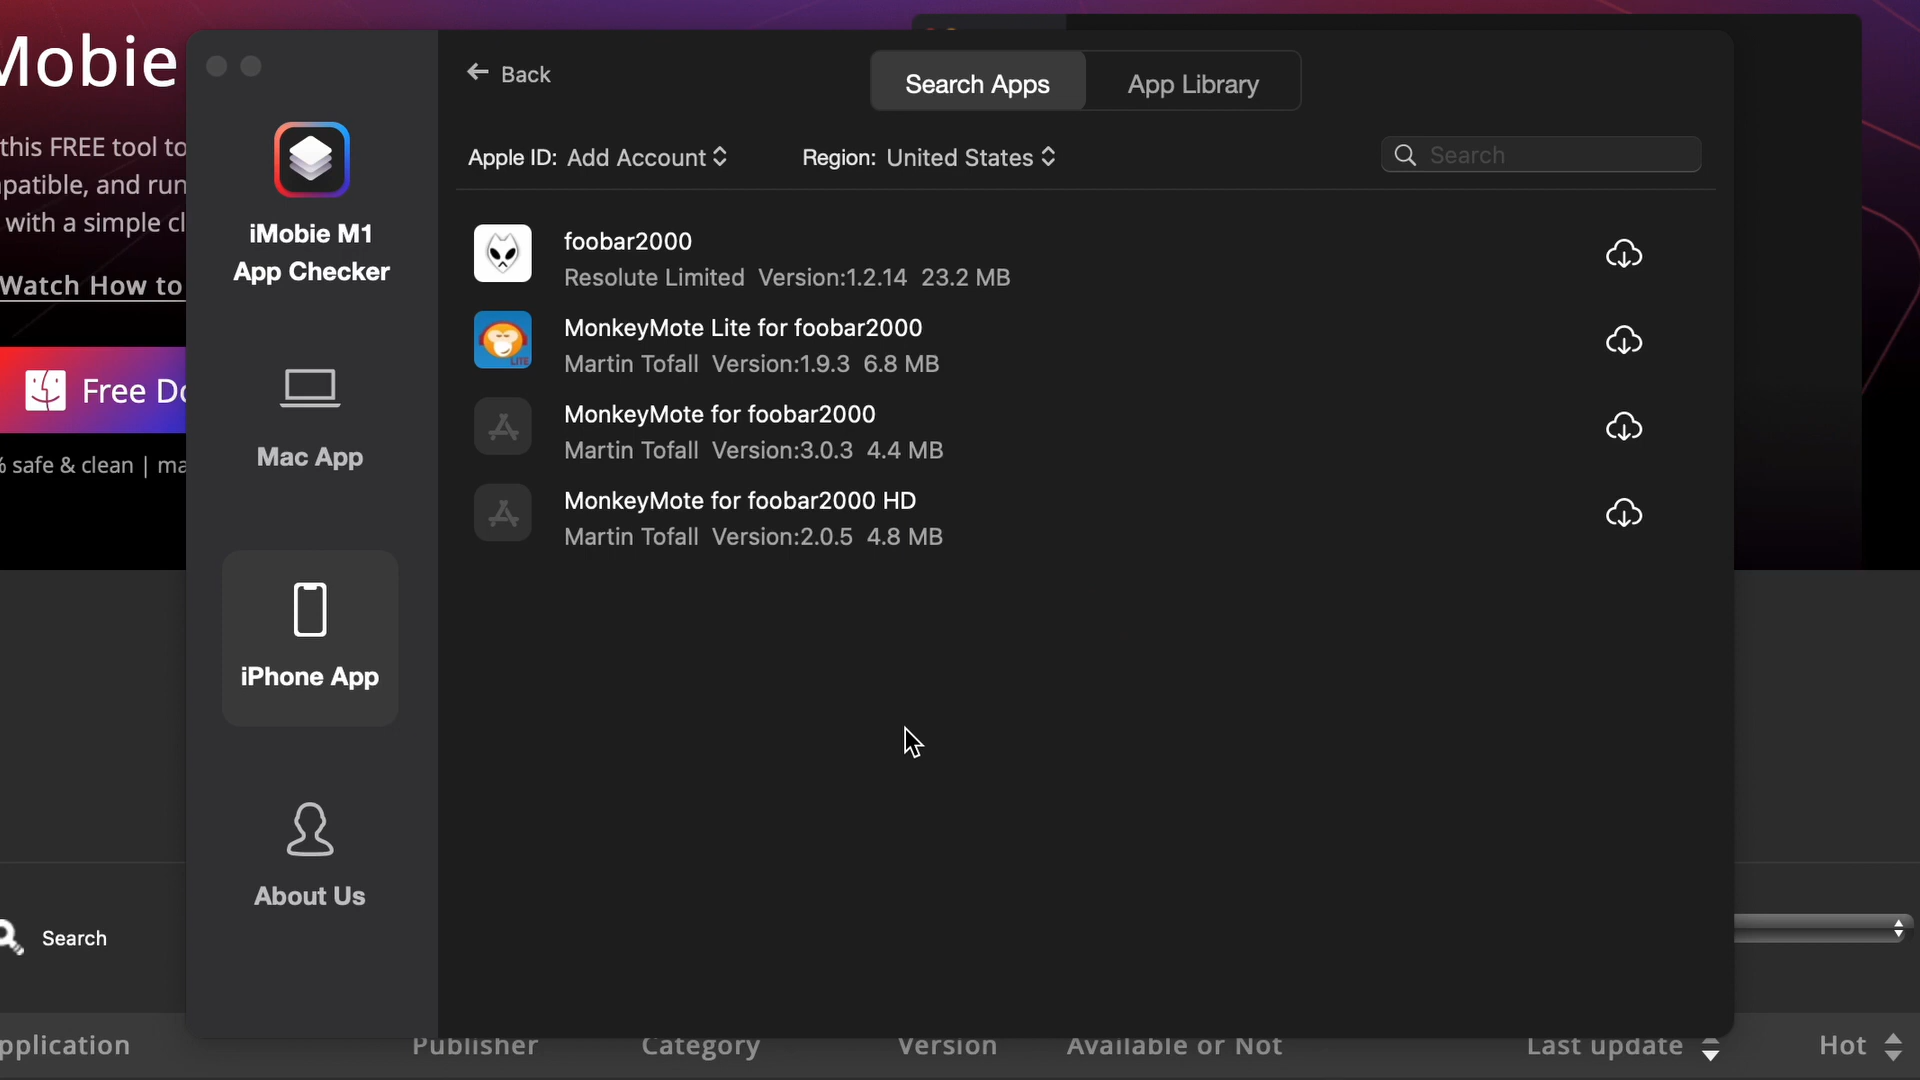 Mobie
this FREE tool to
patible, and run
with a simple cl
Watch How to
Free Do
safe & clean | ma
Search
iMobie M1
App Checker
Mac App
iPhone App
About Us
Back
Search Apps
App Library
Apple ID: Add Account
Region: United States
Search
foobar2000
Resolute Limited Version:1.2.14 23.2 MB
MonkeyMote Lite for foobar2000
Martin Tofall Version:1.9.3 6.8 MB
LITE
MonkeyMote for foobar2000
Martin Tofall Version:3.0.3 4.4 MB
MonkeyMote for foobar2000 HD
Martin Tofall Version:2.0.5 4.8 MB
pplication Publisher Category Version Available or Not Last update Hot